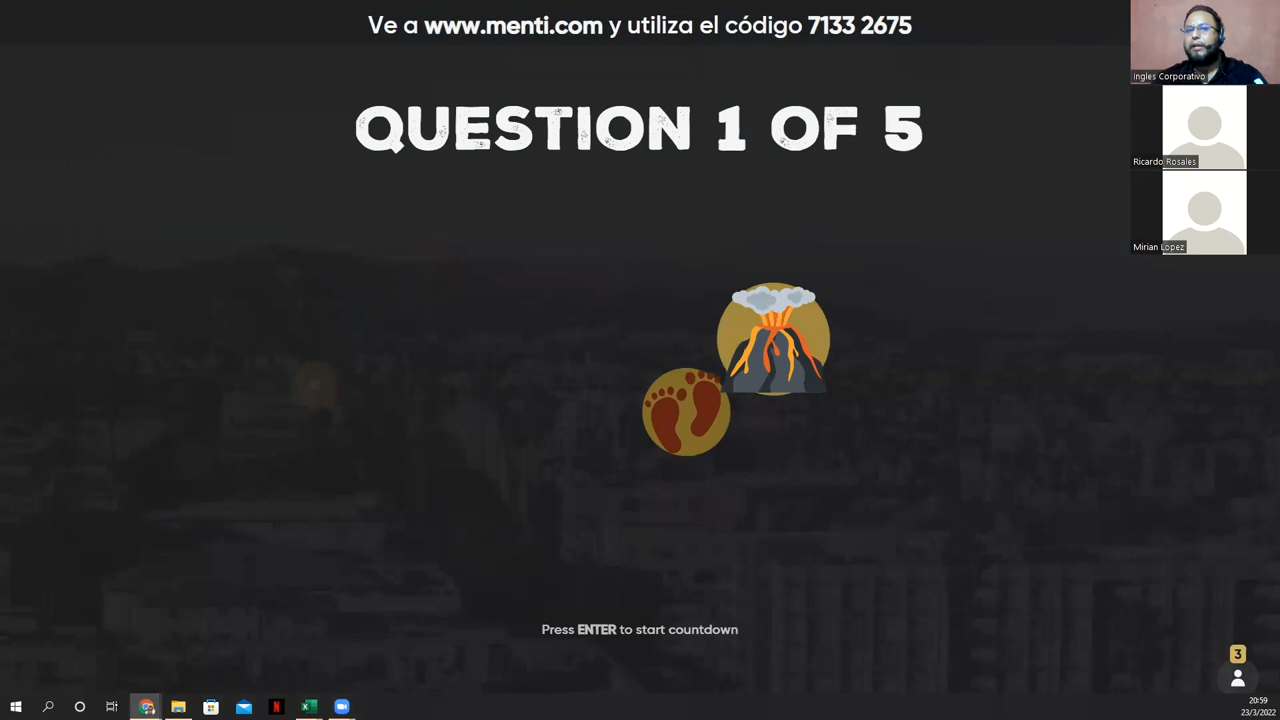 Ve a www.menti.com y utiliza el código 7133 2675
QUESTION 1 OF 5
Ingles Corporativo
Ricardo Rosales
Mirian Lopez
Press ENTER to start countdown
3
20:59
23/3/2022